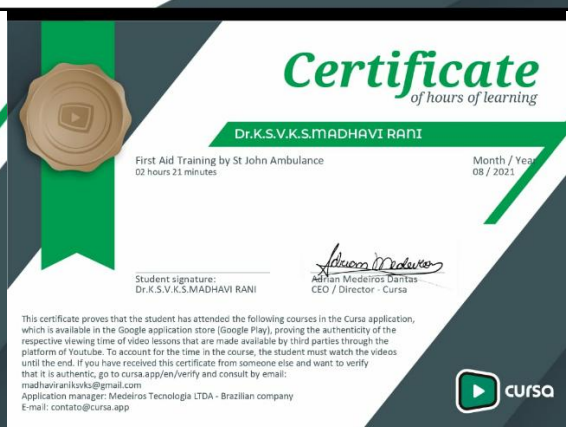 Certificate
of hours of learning
Dr.K.S.V.K.S.MADHAVI RANI
First Aid Training by St John Ambulance
02 hours 21 minutes
Month / Year
08 / 2021
Student signature:
Dr.K.S.V.K.S.MADHAVI RANI
Adrian Medeiros
Adrian Medeiros Dantas
CEO / Director - Cursa
This certificate proves that the student has attended the following courses in the Cursa application,
which is available in the Google application store (Google Play), proving the authenticity of the
respective viewing time of video lessons that are made available by third parties through the
platform of Youtube. To account for the time in the course, the student must watch the videos
until the end. If you have received this certificate from someone else and want to verify
that it is authentic, go to cursa.app/en/verify and consult by email:
madhaviraniksvks@gmail.com
Application manager: Medeiros Tecnologia LTDA - Brazilian company
E-mail: contato@cursa.app
cursa